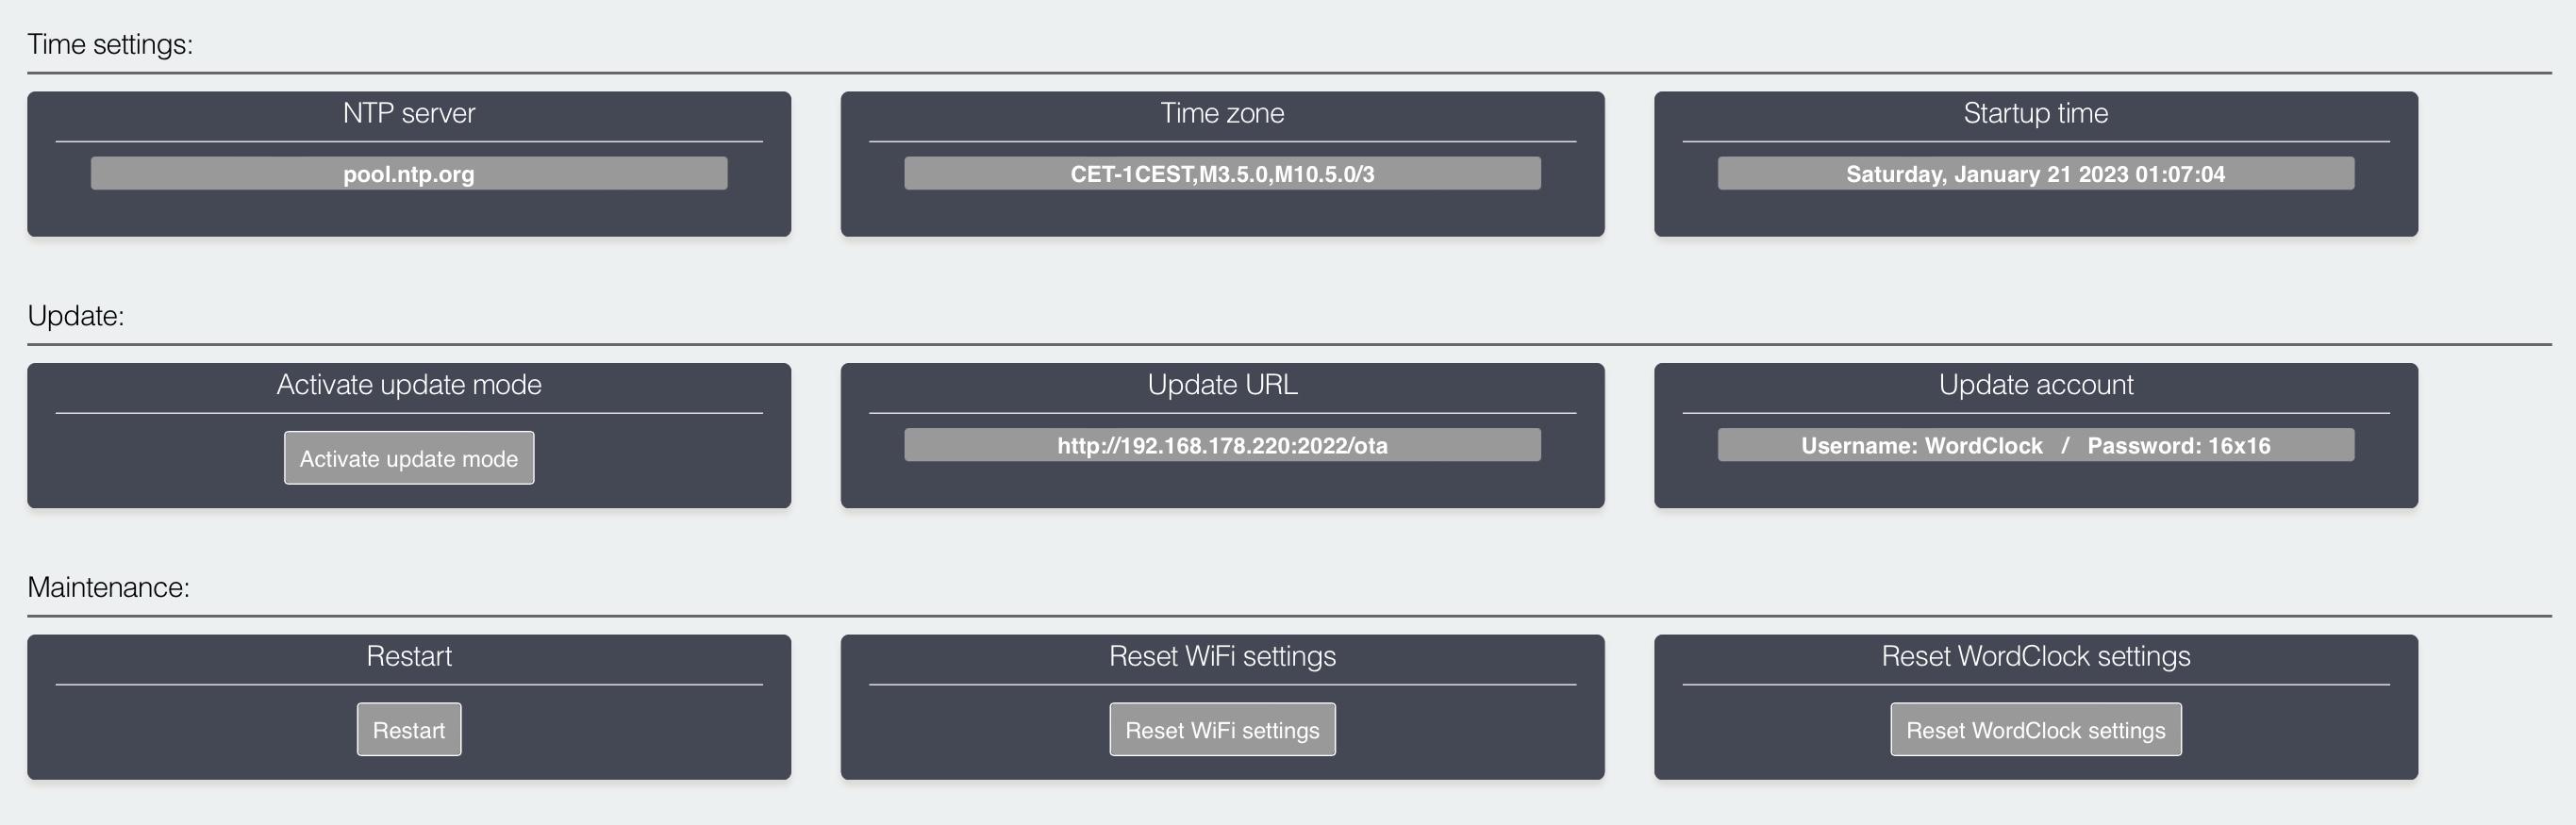 Time settings:
NTP server
pool.ntp.org
Time zone
CET-1CEST,M3.5.0,M10.5.0/3
Startup time
Saturday, January 21 2023 01:07:04
Update:
Activate update mode
Activate update mode
Update URL
http://192.168.178.220:2022/ota
Update account
Username: WordClock / Password: 16x16
Maintenance:
Restart
Restart
Reset WiFi settings
Reset WiFi settings
Reset WordClock settings
Reset WordClock settings